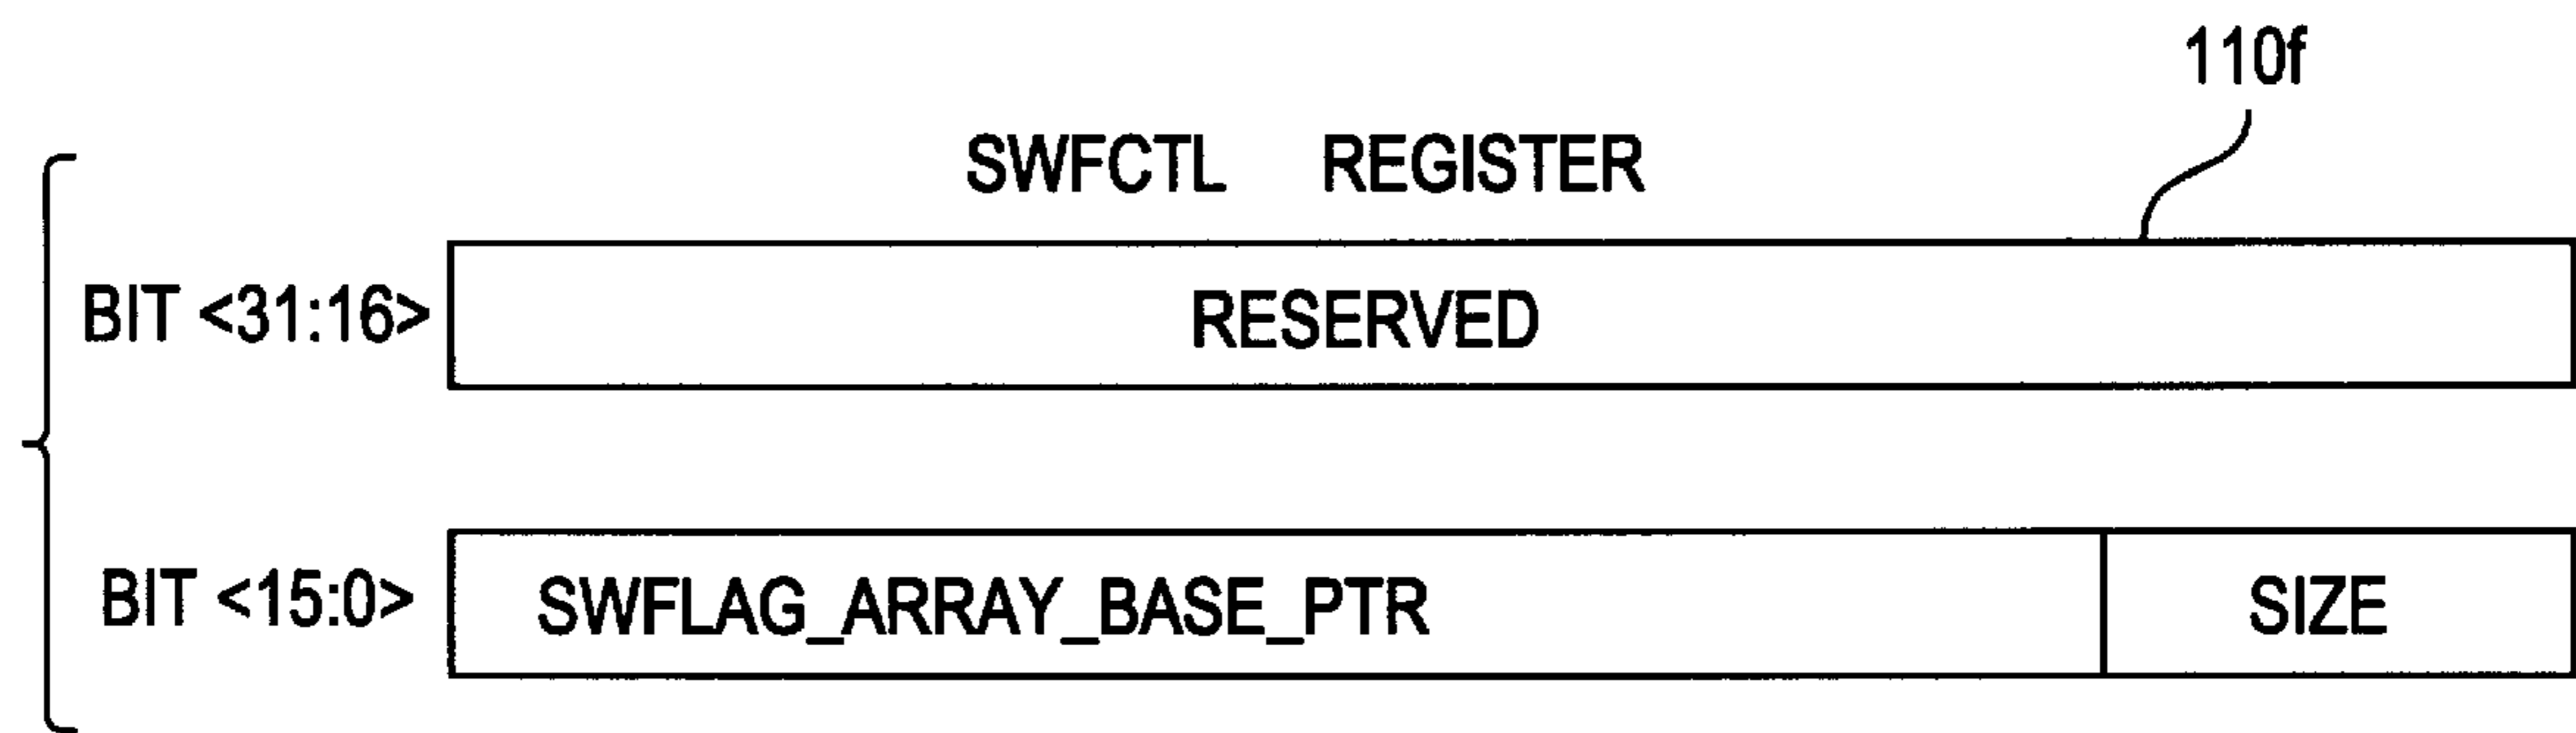 110f
SWFCTL REGISTER
BIT <31:16> RESERVED
BIT <15:0> SWFLAG_ARRAY_BASE_PTR SIZE